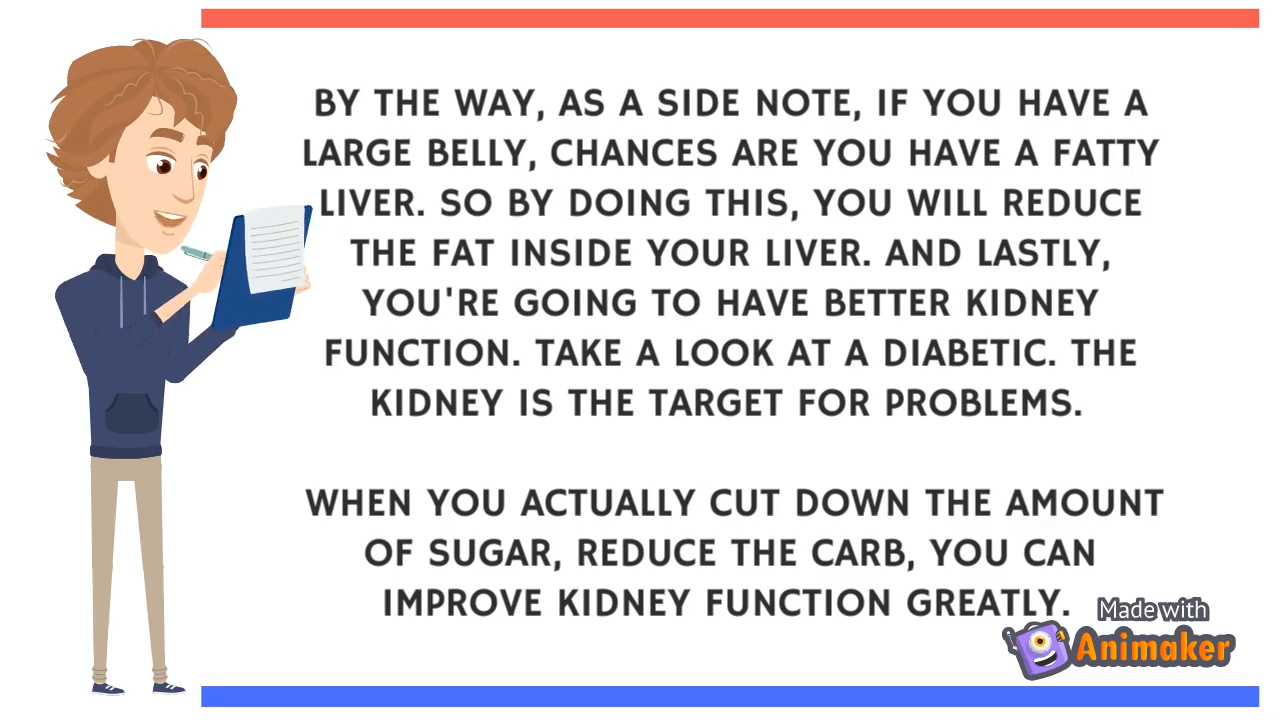 BY THE WAY, AS A SIDE NOTE, IF YOU HAVE A
LARGE BELLY, CHANCES ARE YOU HAVE A FATTY
LIVER. SO BY DOING THIS, YOU WILL REDUCE
THE FAT INSIDE YOUR LIVER. AND LASTLY,
YOU'RE GOING TO HAVE BETTER KIDNEY
FUNCTION. TAKE A LOOK AT A DIABETIC. THE
KIDNEY IS THE TARGET FOR PROBLEMS.
WHEN YOU ACTUALLY CUT DOWN THE AMOUNT
OF SUGAR, REDUCE THE CARB, YOU CAN
IMPROVE KIDNEY FUNCTION GREATLY.
Made with
Animaker